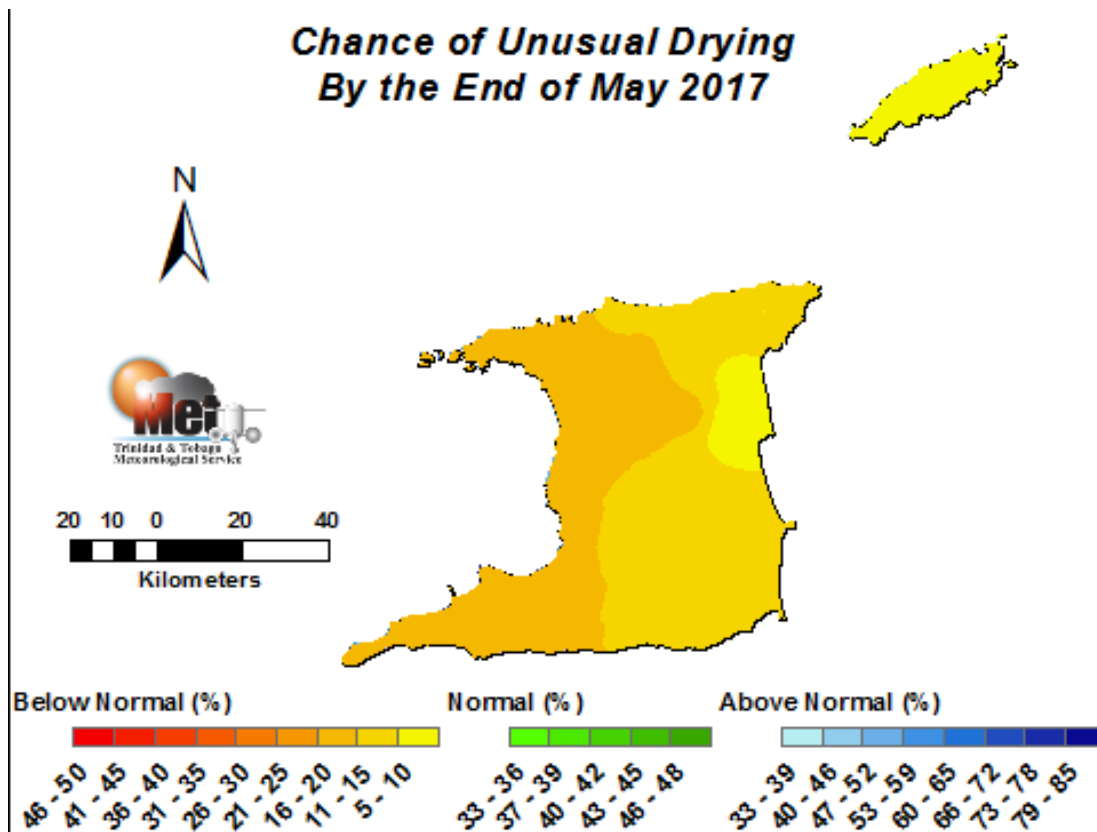 Chance of Unusual Drying
By the End of May 2017
N
Met
Trinidad & Tobago
Meteorological Service
20 10 0 20 40
Kilometers
Below Normal (%)
46 - 50
41 - 45
36 - 40
31 - 35
26 - 30
21 - 25
16 - 20
11 - 15
5 - 10
Normal (%)
33 - 36
37 - 39
40 - 42
43 - 45
46 - 48
Above Normal (%)
33 - 39
40 - 46
47 - 52
53 - 59
60 - 65
66 - 72
73 - 78
79 - 85